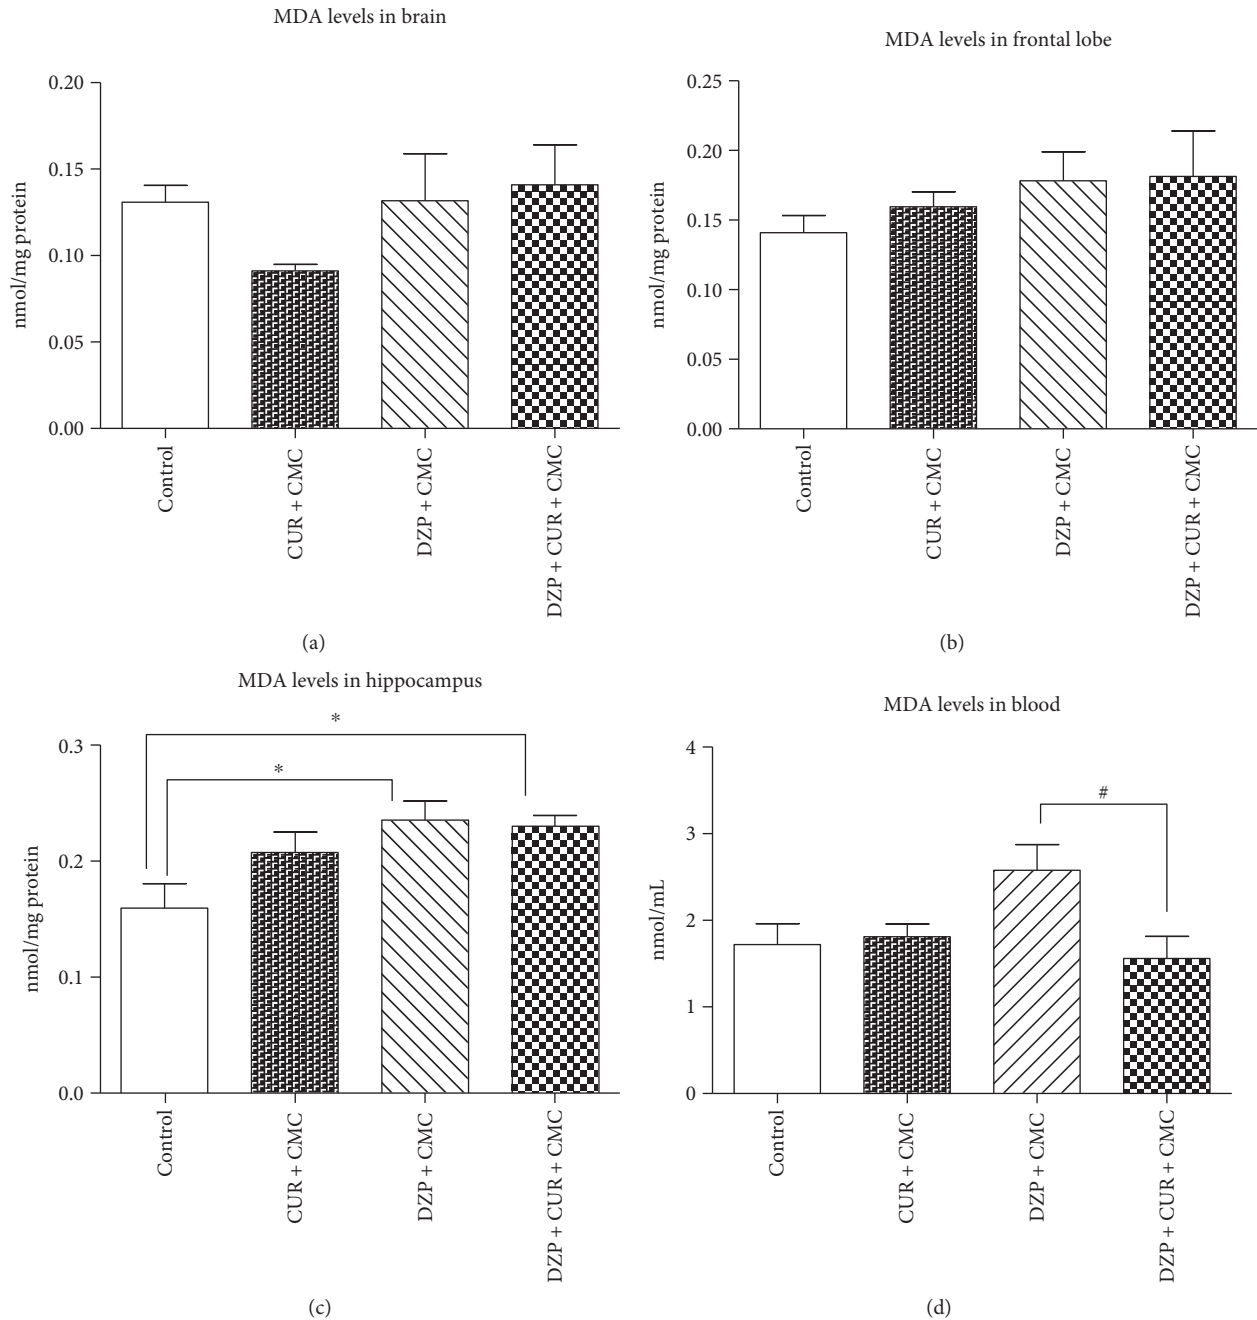 MDA levels in brain
nmol/mg protein
0.20
0.15
0.10
0.05
0.00
Control
CUR + CMC
DZP + CMC
DZP + CUR + CMC
(a)
MDA levels in frontal lobe
nmol/mg protein
0.25
0.20
0.15
0.10
0.05
0.00
Control
CUR + CMC
DZP + CMC
DZP + CUR + CMC
(b)
MDA levels in hippocampus
nmol/mg protein
0.3
0.2
0.1
0.0
*
*
Control
CUR + CMC
DZP + CMC
DZP + CUR + CMC
(c)
MDA levels in blood
nmol/mL
4
3
2
1
0
#
Control
CUR + CMC
DZP + CMC
DZP + CUR + CMC
(d)